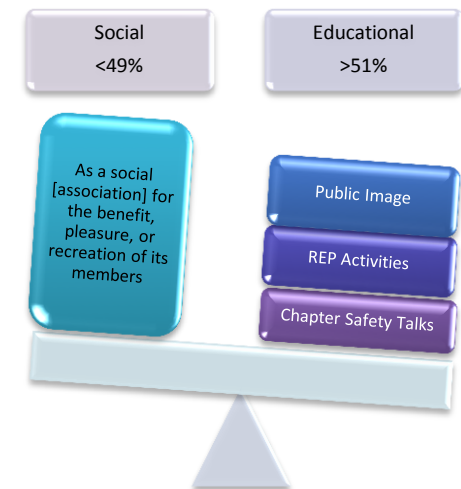 Social
<49%
Educational
>51%
As a social
[association] for
the benefit,
pleasure, or
recreation of its
members
Public Image
REP Activities
Chapter Safety Talks